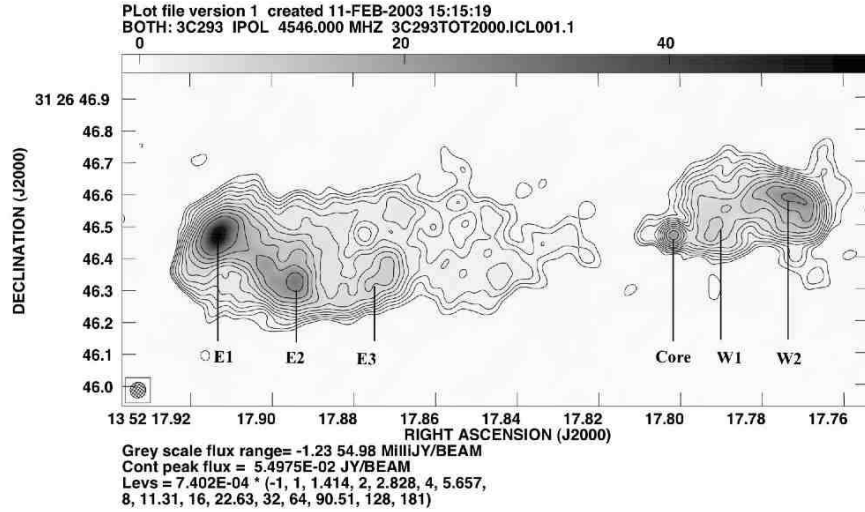 PLot file version 1 created 11-FEB-2003 15:15:19
BOTH: 3C293 IPOL 4546.000 MHZ 3C293TOT2000.ICL001.1
0 20 40
31 26 46.9
46.8
46.7
46.6
46.5
46.4
46.3
46.2
46.1
46.0
DECLINATION (J2000)
E1 E2 E3 Core W1 W2
13 52 17.92 17.90 17.88 17.86 17.84 17.82 17.80 17.78 17.76
RIGHT ASCENSION (J2000)
Grey scale flux range= -1.23 54.98 MilliJY/BEAM
Cont peak flux = 5.4975E-02 JY/BEAM
Levs = 7.402E-04 * (-1, 1, 1.414, 2, 2.828, 4, 5.657,
8, 11.31, 16, 22.63, 32, 64, 90.51, 128, 181)